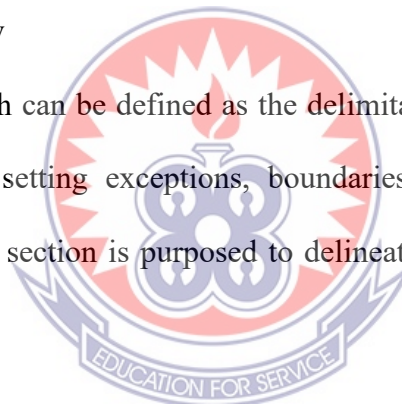 h can be defined as the delimita
setting exceptions, boundaries
section is purposed to delineat
EDUCATION FOR SERVICE